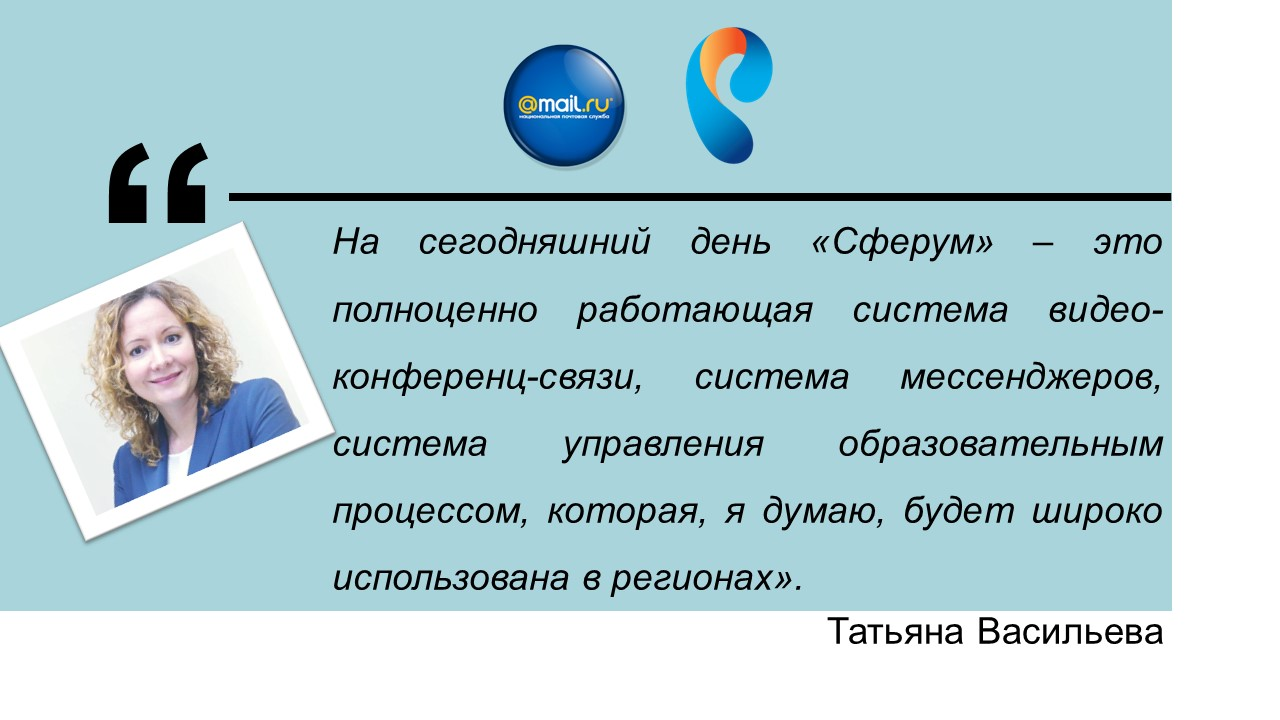 @mail.ru
национальная почтовая служба
“
На сегодняшний день «Сферум» – это
полноценно работающая система видео-
конференц-связи, система мессенджеров,
система управления образовательным
процессом, которая, я думаю, будет широко
использована в регионах».
Татьяна Васильева